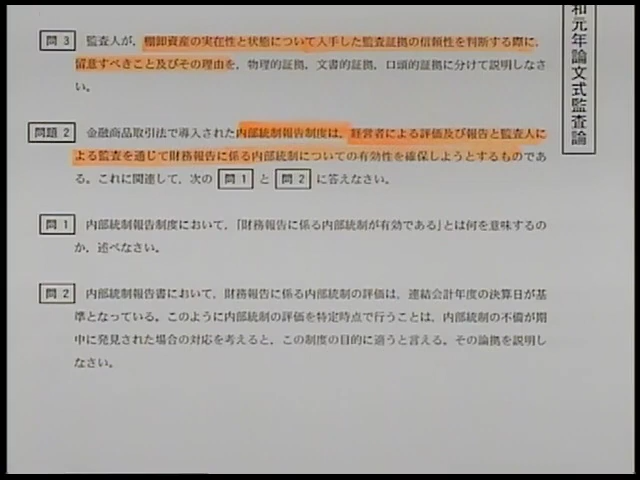 和元年論文式監査論
問3 監査人が、棚卸資産の実在性と状態について入手した監査証拠の信頼性を判断する際に、
留意すべきこと及びその理由を、物理的証拠、文書的証拠、口頭的証拠に分けて説明しなさ
い。
問題2 金融商品取引法で導入された内部統制報告制度は、経営者による評価及び報告と監査人に
よる監査を通じて財務報告に係る内部統制についての有効性を確保しようとするものであ
る。これに関連して、次の 問1 と 問2 に答えなさい。
問1 内部統制報告制度において、「財務報告に係る内部統制が有効である」とは何を意味するの
か、述べなさい。
問2 内部統制報告書において、財務報告に係る内部統制の評価は、連結会計年度の決算日が基
準となっている。このように内部統制の評価を特定時点で行うことは、内部統制の不備が期
中に発見された場合の対応を考えると、この制度の目的に適うと言える。その論拠を説明し
なさい。